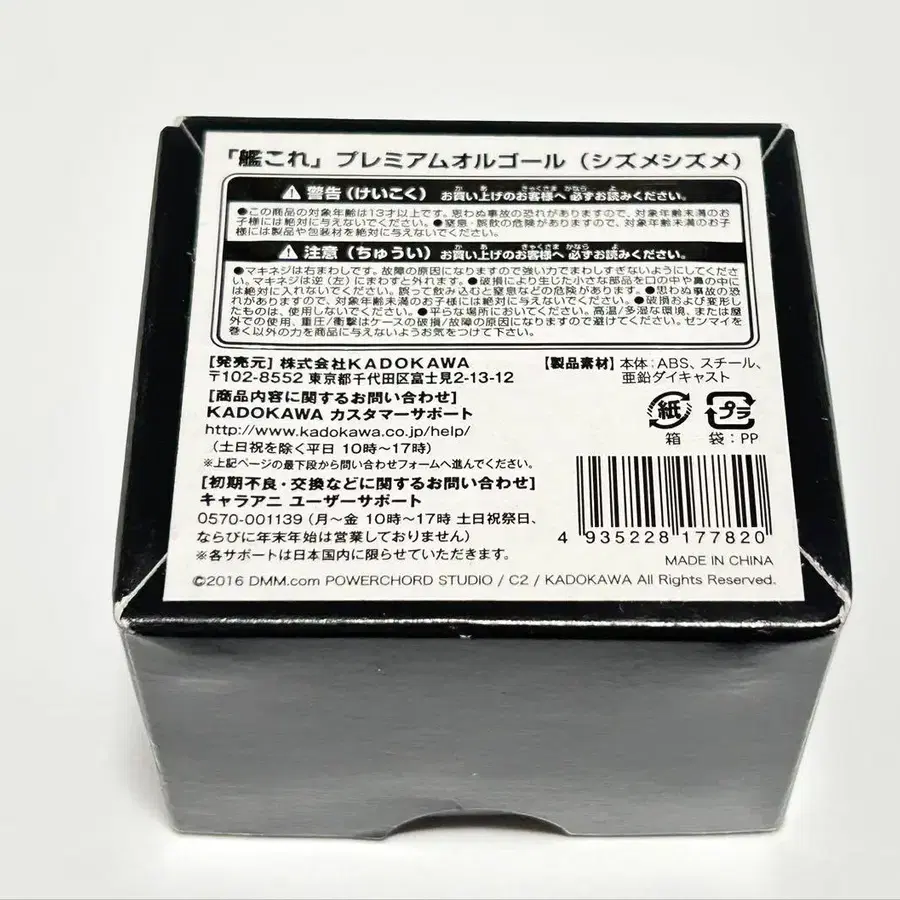 「艦これ」プレミアムオルゴール(シズメシズメ)
警告(けいこく) お買い上げのお客様へ 必ずお読みください。
●この商品の対象年齢は13才以上です。思わぬ事故の恐れがありますので、対象年齢未満のお
子様には絶対に与えないでください。●窒息・誤飲の危険がありますので、対象年齢未満のお子
様には製品や包装材を絶対に与えないでください。
注意(ちゅうい) お買い上げのお客様へ 必ずお読みください。
●マキネジは右まわしです。故障の原因になりますので強い力でまわしすぎないようにしてくださ
い。マキネジは逆(左)にまわすと外れます。●破損により生じた小さな部品を口の中や鼻の中に
は絶対に入れないでください。誤って飲み込むと窒息などの危険があります。●思わぬ事故の恐
れがありますので、対象年齢未満のお子様には絶対に与えないでください。●破損および変形し
たものは、使用しないでください。●平らな場所においてください。高温/多湿な環境、または屋
外での使用、重圧/衝撃はケースの破損/故障の原因になりますので避けてください。ゼンマイを
巻く以外の力を商品に与えないようお気をつけて下さい。
[発売元] 株式会社KADOKAWA
〒102-8552 東京都千代田区富士見2-13-12
[商品内容に関するお問い合わせ]
KADOKAWA カスタマーサポート
http://www.kadokawa.co.jp/help/
(土日祝を除く平日 10時〜17時)
※上記ページの最下段から問い合わせフォームへ進んでください。
[初期不良・交換などに関するお問い合わせ]
キャラアニ ユーザーサポート
0570-001139 (月〜金 10時〜17時 土日祝祭日、
ならびに年末年始は営業しておりません)
※各サポートは日本国内に限らせていただきます。
【製品素材】本体:ABS、スチール、
亜鉛ダイキャスト
紙 プラ
箱 袋:PP
4 935228 177820
MADE IN CHINA
©2016 DMM.com POWERCHORD STUDIO / C2 / KADOKAWA All Rights Reserved.